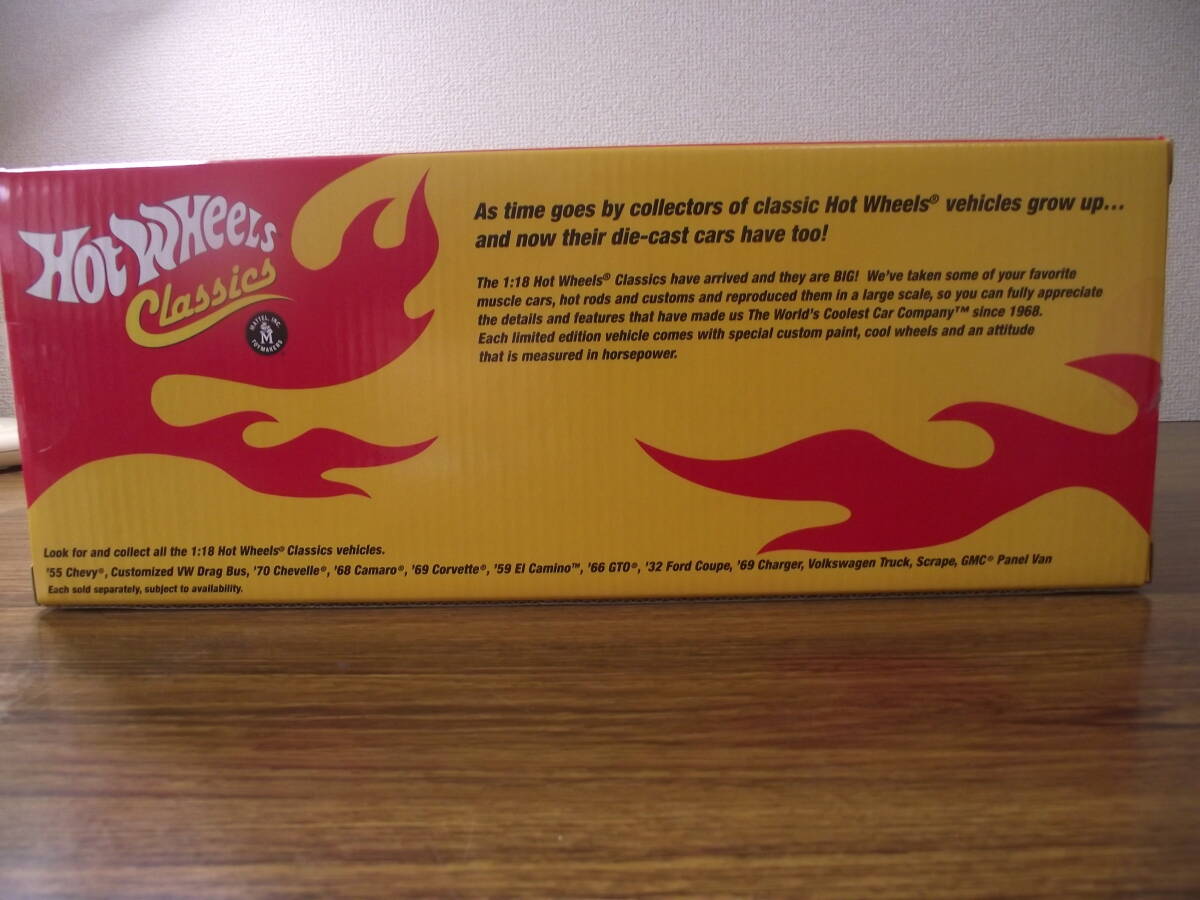 Hot Wheels
Classics
MATTEL, INC.
M
TOYMAKERS
As time goes by collectors of classic Hot Wheels® vehicles grow up...
and now their die-cast cars have too!
The 1:18 Hot Wheels® Classics have arrived and they are BIG! We've taken some of your favorite
muscle cars, hot rods and customs and reproduced them in a large scale, so you can fully appreciate
the details and features that have made us The World's Coolest Car Company™ since 1968.
Each limited edition vehicle comes with special custom paint, cool wheels and an attitude
that is measured in horsepower.
Look for and collect all the 1:18 Hot Wheels® Classics vehicles.
'55 Chevy®, Customized VW Drag Bus, '70 Chevelle®, '68 Camaro®, '69 Corvette®, '59 El Camino™, '66 GTO®, '32 Ford Coupe, '69 Charger, Volkswagen Truck, Scrape, GMC® Panel Van
Each sold separately, subject to availability.